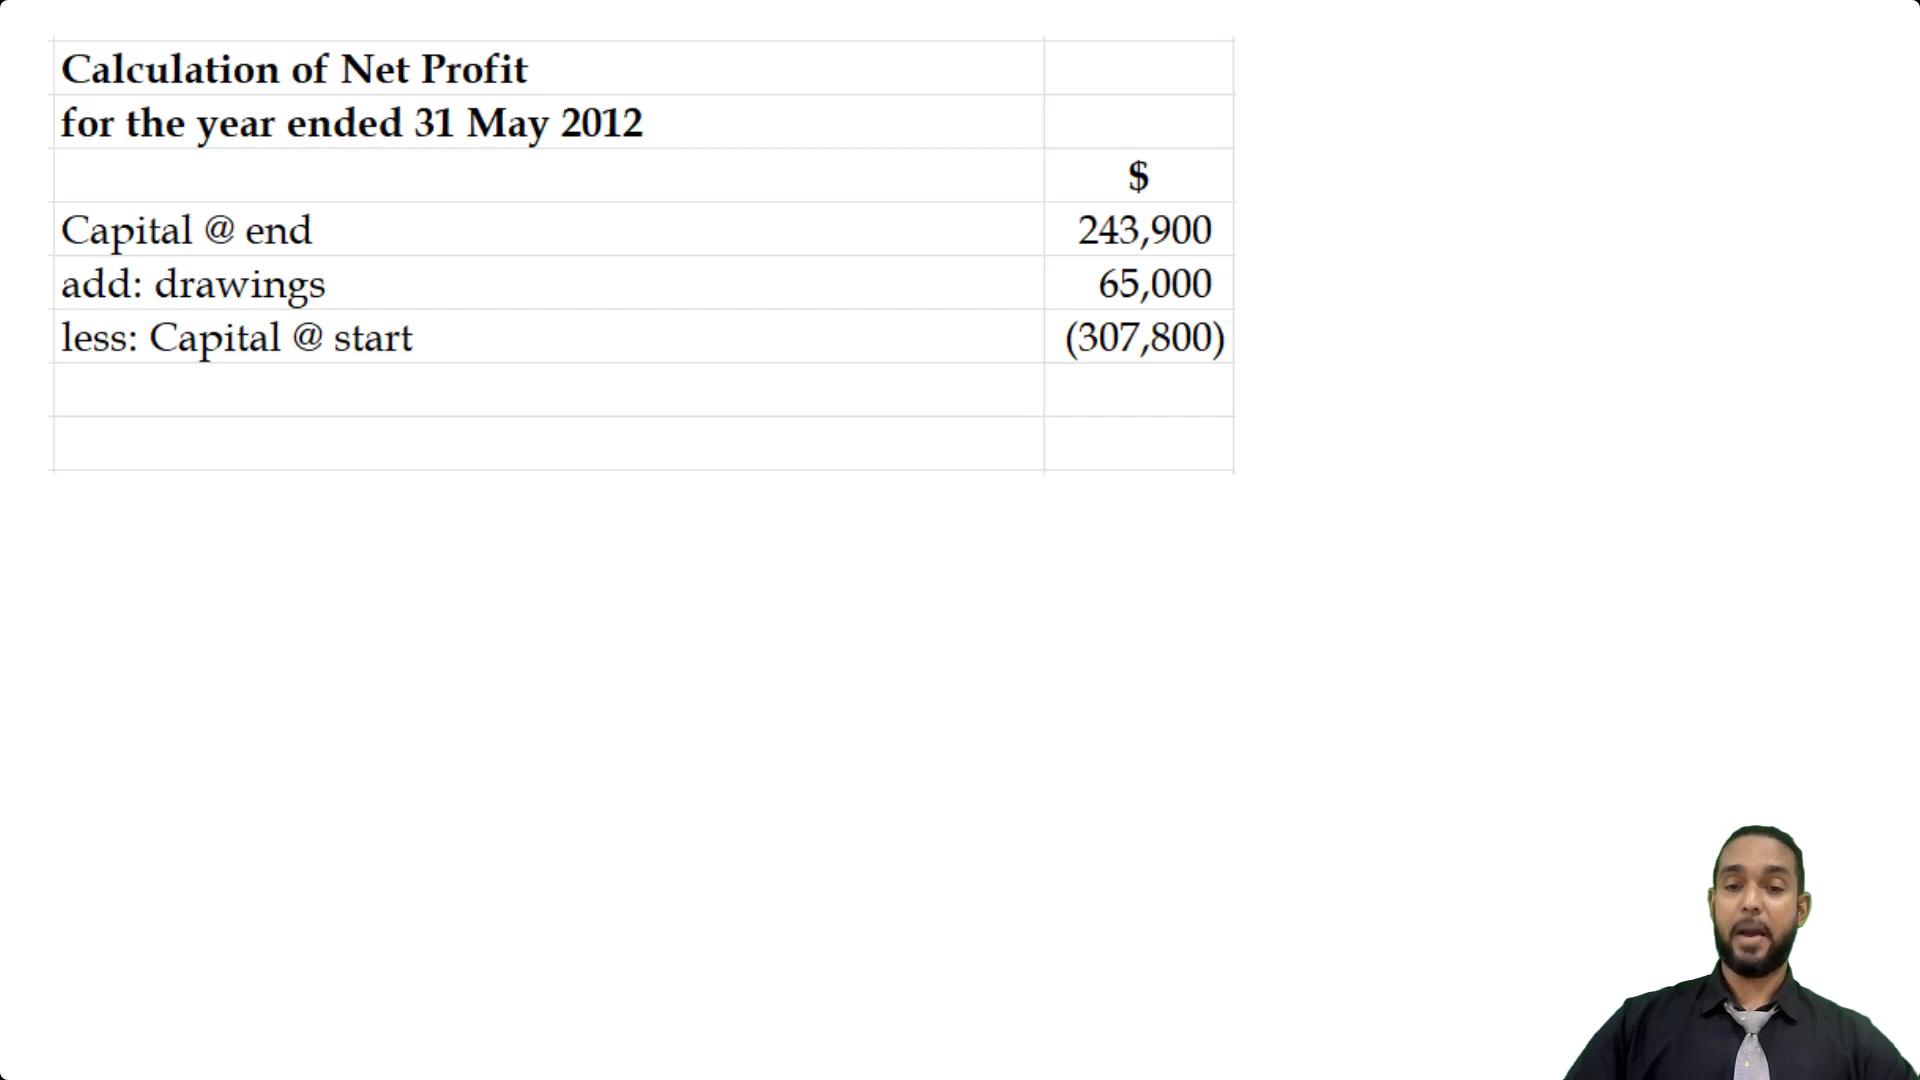 Calculation of Net Profit
for the year ended 31 May 2012
$
Capital @ end 243,900
add: drawings 65,000
less: Capital @ start (307,800)